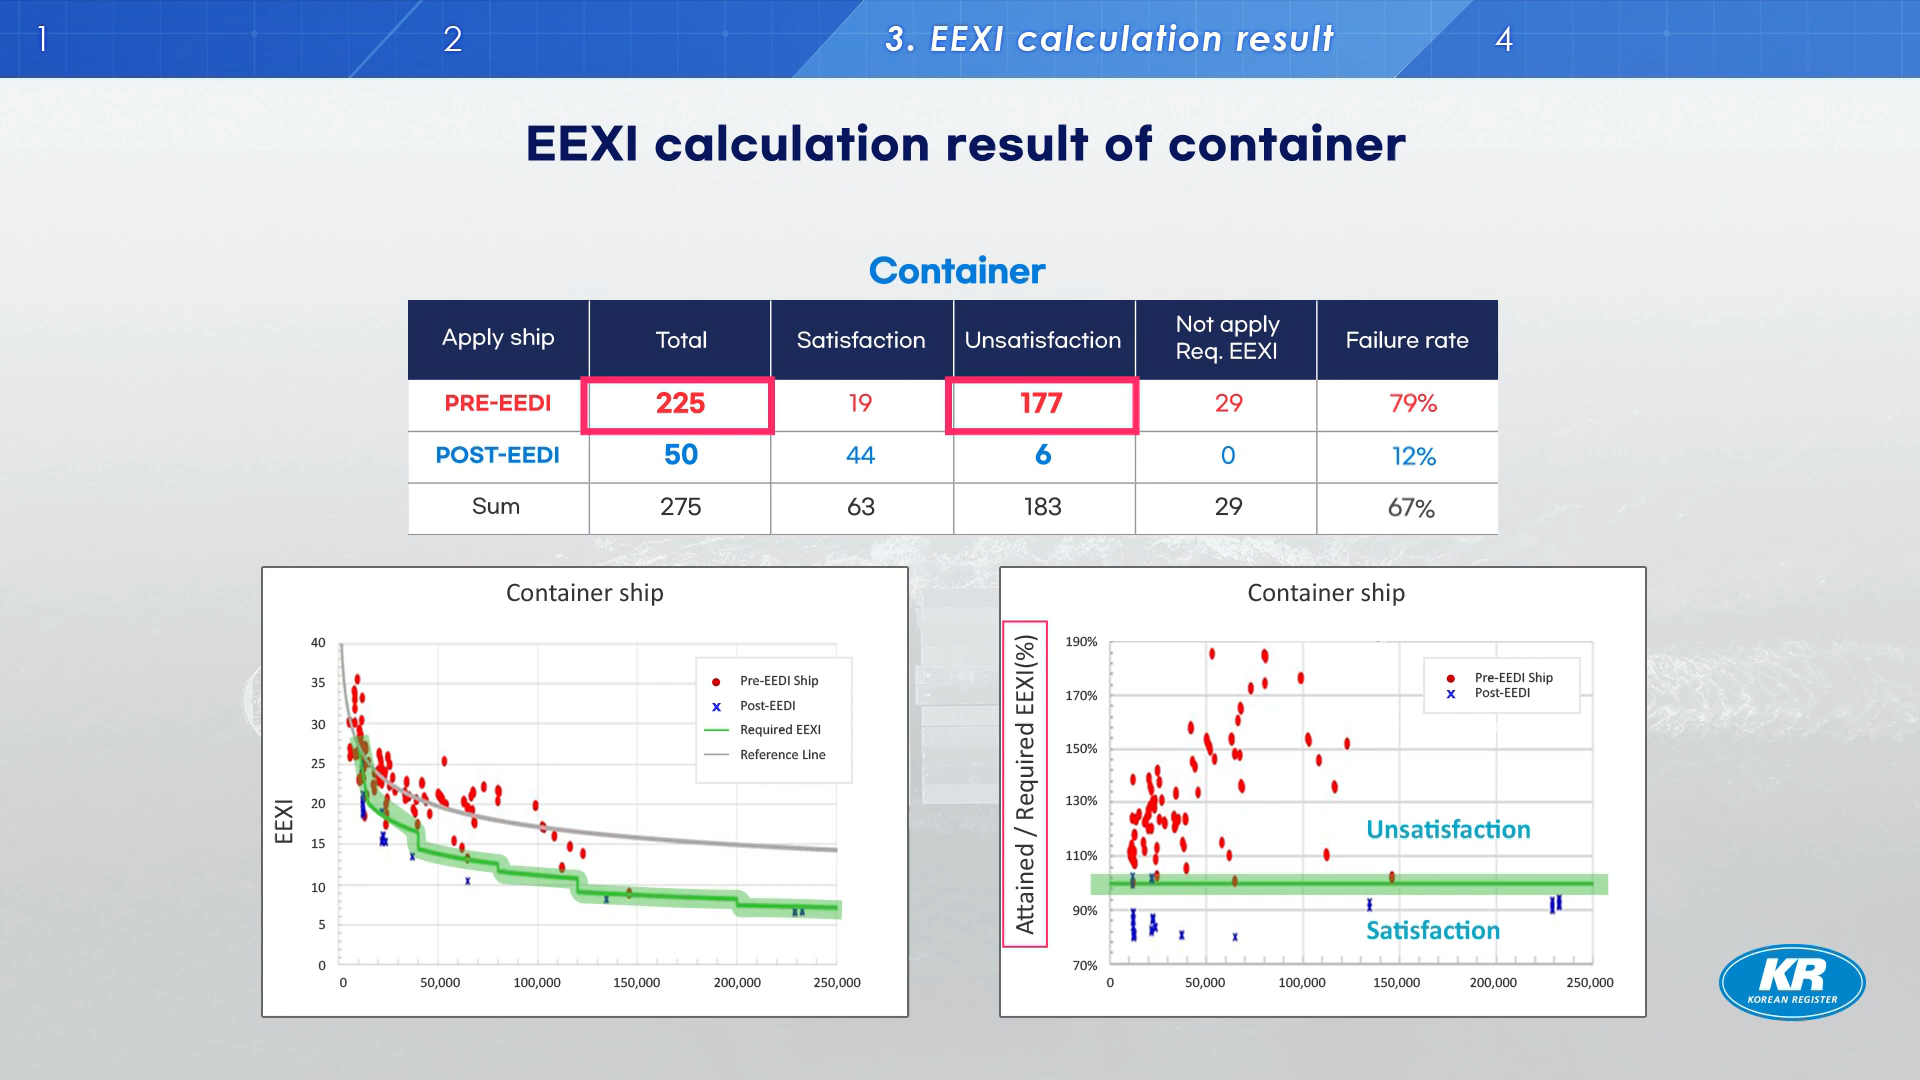 1
2
3. EEXI calculation result
4
EEXI calculation result of container
Container
Apply ship Total Satisfaction Unsatisfaction Not apply Req. EEXI Failure rate
PRE-EEDI 225 19 177 29 79%
POST-EEDI 50 44 6 0 12%
Sum 275 63 183 29 67%
Container ship
EEXI
40
35
30
25
20
15
10
5
0
0 50,000 100,000 150,000 200,000 250,000
Pre-EEDI Ship
Post-EEDI
Required EEXI
Reference Line
Container ship
Attained / Required EEXI(%)
190%
170%
150%
130%
110%
90%
70%
0 50,000 100,000 150,000 200,000 250,000
Pre-EEDI Ship
Post-EEDI
Unsatisfaction
Satisfaction
KR
KOREAN REGISTER